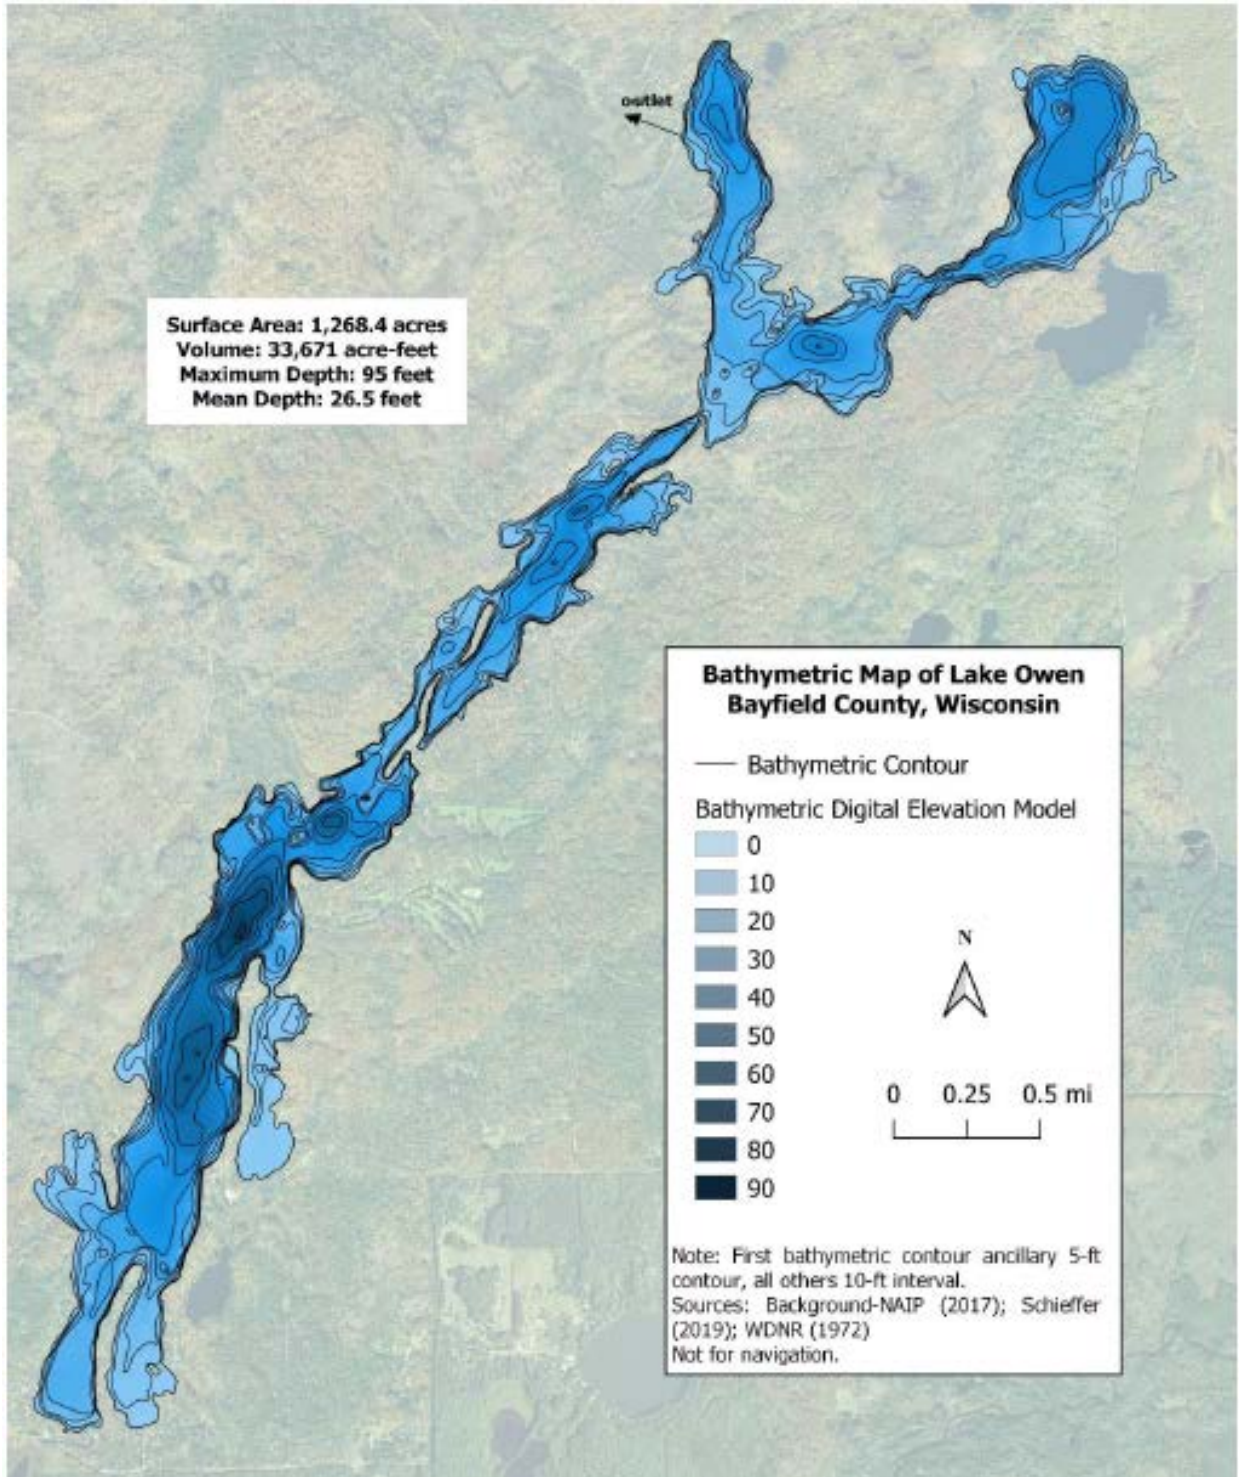 outlet
Surface Area: 1,268.4 acres
Volume: 33,671 acre-feet
Maximum Depth: 95 feet
Mean Depth: 26.5 feet
Bathymetric Map of Lake Owen
Bayfield County, Wisconsin
Bathymetric Contour
Bathymetric Digital Elevation Model
0
10
20
30
40
50
60
70
80
90
N
0 0.25 0.5 mi
Note: First bathymetric contour ancillary 5-ft
contour, all others 10-ft interval.
Sources: Background-NAIP (2017); Schieffer
(2019); WDNR (1972)
Not for navigation.